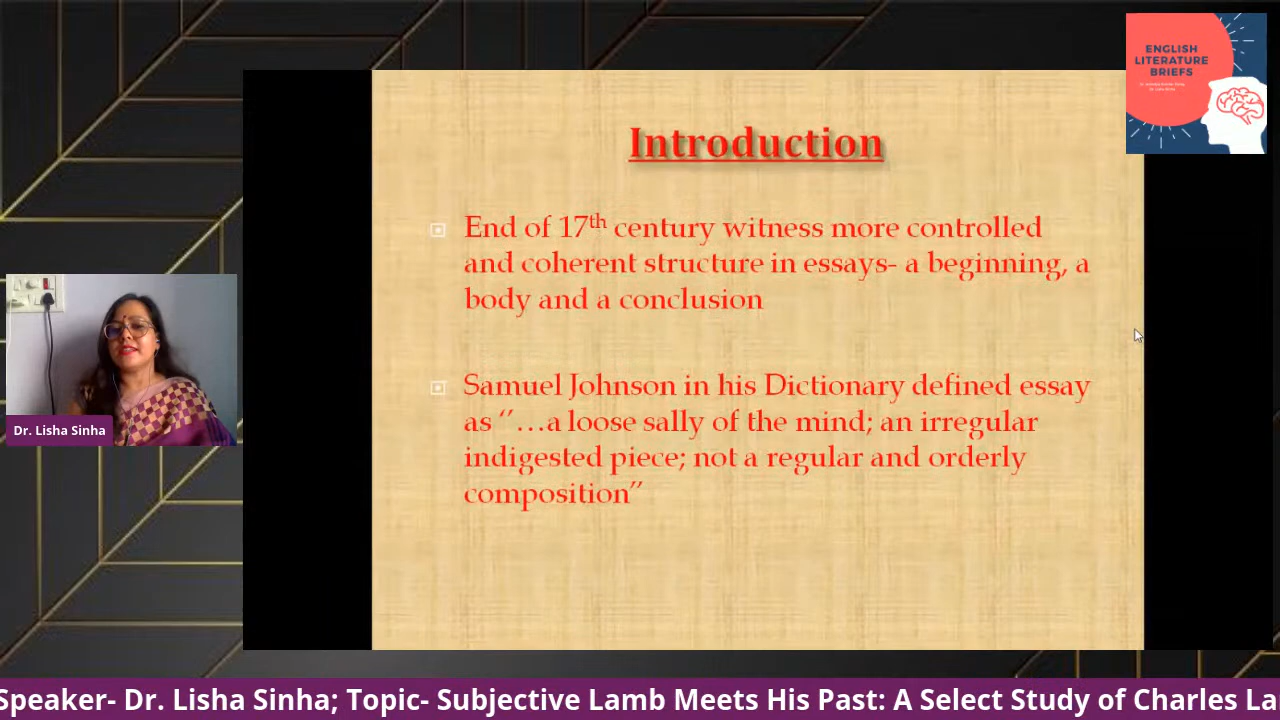 ENGLISH
LITERATURE
BRIEFS
Introduction
End of 17th century witness more controlled
and coherent structure in essays- a beginning, a
body and a conclusion
Samuel Johnson in his Dictionary defined essay
as ‘’…a loose sally of the mind; an irregular
indigested piece; not a regular and orderly
composition’’
Dr. Lisha Sinha
Speaker- Dr. Lisha Sinha; Topic- Subjective Lamb Meets His Past: A Select Study of Charles La